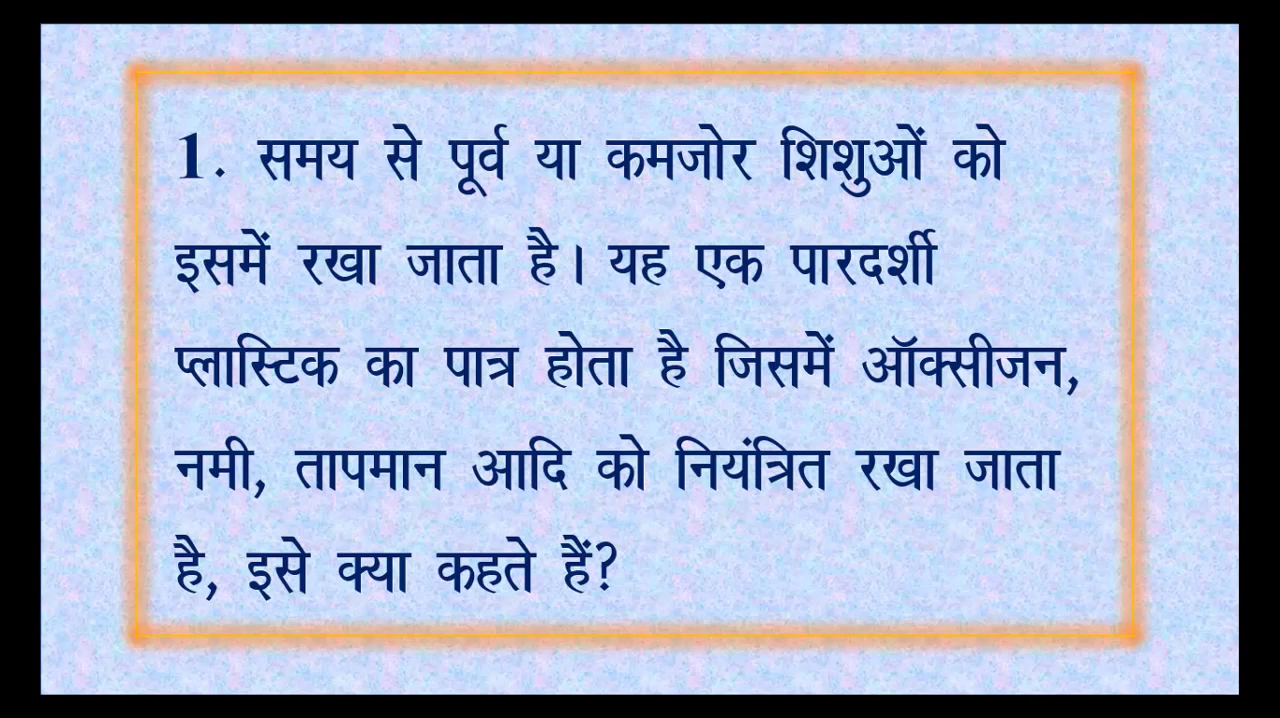 1. समय से पूर्व या कमजोर शिशुओं को
इसमें रखा जाता है। यह एक पारदर्शी
प्लास्टिक का पात्र होता है जिसमें ऑक्सीजन,
नमी, तापमान आदि को नियंत्रित रखा जाता
है, इसे क्या कहते हैं?